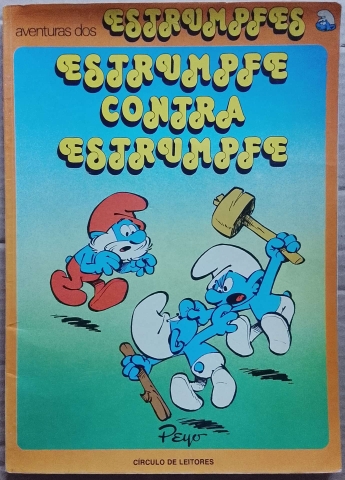 aventuras dos ESTRUMPFES
ESTRUMPFE
CONTRA
ESTRUMPFE
Peyo
CÍRCULO DE LEITORES